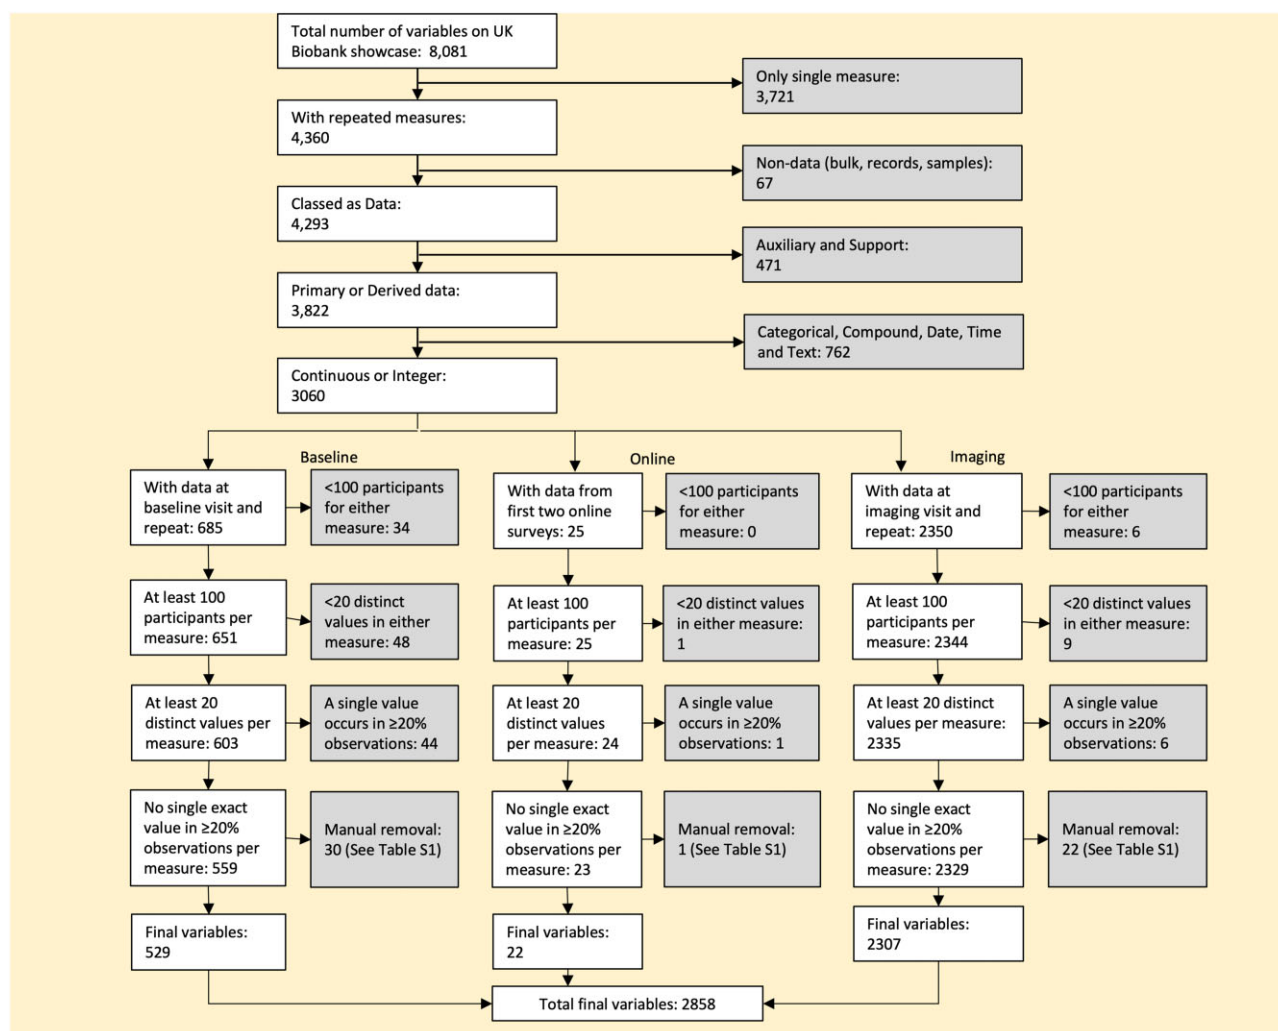 Total number of variables on UK
Biobank showcase: 8,081
Only single measure:
3,721
With repeated measures:
4,360
Non-data (bulk, records, samples):
67
Classed as Data:
4,293
Auxiliary and Support:
471
Primary or Derived data:
3,822
Categorical, Compound, Date, Time
and Text: 762
Continuous or Integer:
3060
Baseline
Online
Imaging
With data at
baseline visit and
repeat: 685
<100 participants
for either
measure: 34
With data from
first two online
surveys: 25
<100 participants
for either
measure: 0
With data at
imaging visit and
repeat: 2350
<100 participants
for either
measure: 6
At least 100
participants per
measure: 651
<20 distinct
values in either
measure: 48
At least 100
participants per
measure: 25
<20 distinct values
in either measure:
1
At least 100
participants per
measure: 2344
<20 distinct values
in either measure:
9
At least 20
distinct values per
measure: 603
A single value
occurs in ≥20%
observations: 44
At least 20
distinct values
per measure: 24
A single value
occurs in ≥20%
observations: 1
At least 20 distinct
values per measure:
2335
A single value
occurs in ≥20%
observations: 6
No single exact
value in ≥20%
observations per
measure: 559
Manual removal:
30 (See Table S1)
No single exact
value in ≥20%
observations per
measure: 23
Manual removal:
1 (See Table S1)
No single exact
value in ≥20%
observations per
measure: 2329
Manual removal:
22 (See Table S1)
Final variables:
529
Final variables:
22
Final variables:
2307
Total final variables: 2858